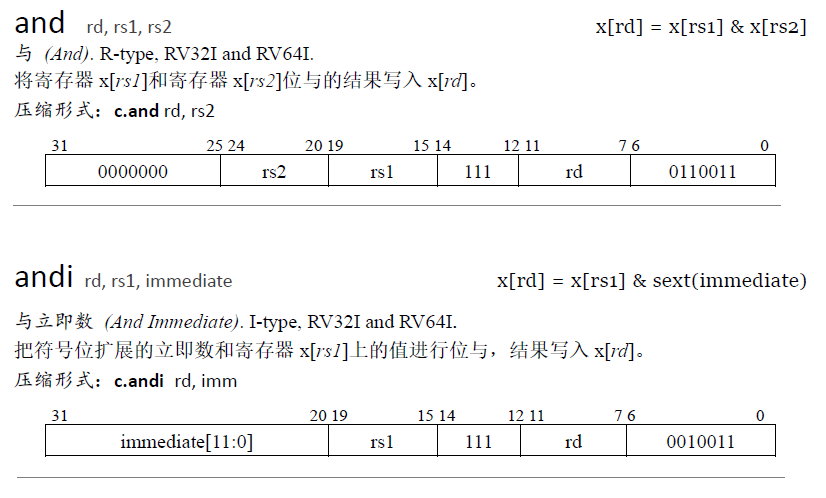 and rd, rs1, rs2 x[rd] = x[rs1] & x[rs2]
与 (And). R-type, RV32I and RV64I.
将寄存器 x[rs1]和寄存器 x[rs2]位与的结果写入 x[rd]。
压缩形式：c.and rd, rs2
31 25 24 20 19 15 14 12 11 7 6 0
0000000 rs2 rs1 111 rd 0110011
andi rd, rs1, immediate x[rd] = x[rs1] & sext(immediate)
与立即数 (And Immediate). I-type, RV32I and RV64I.
把符号位扩展的立即数和寄存器 x[rs1]上的值进行位与，结果写入 x[rd]。
压缩形式：c.andi rd, imm
31 20 19 15 14 12 11 7 6 0
immediate[11:0] rs1 111 rd 0010011